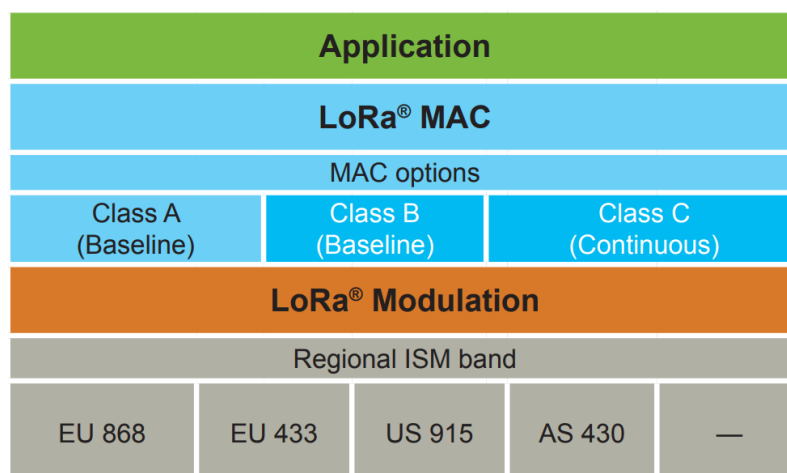 Application
LoRa® MAC
MAC options
Class A
(Baseline)
Class B
(Baseline)
Class C
(Continuous)
LoRa® Modulation
Regional ISM band
EU 868
EU 433
US 915
AS 430
—